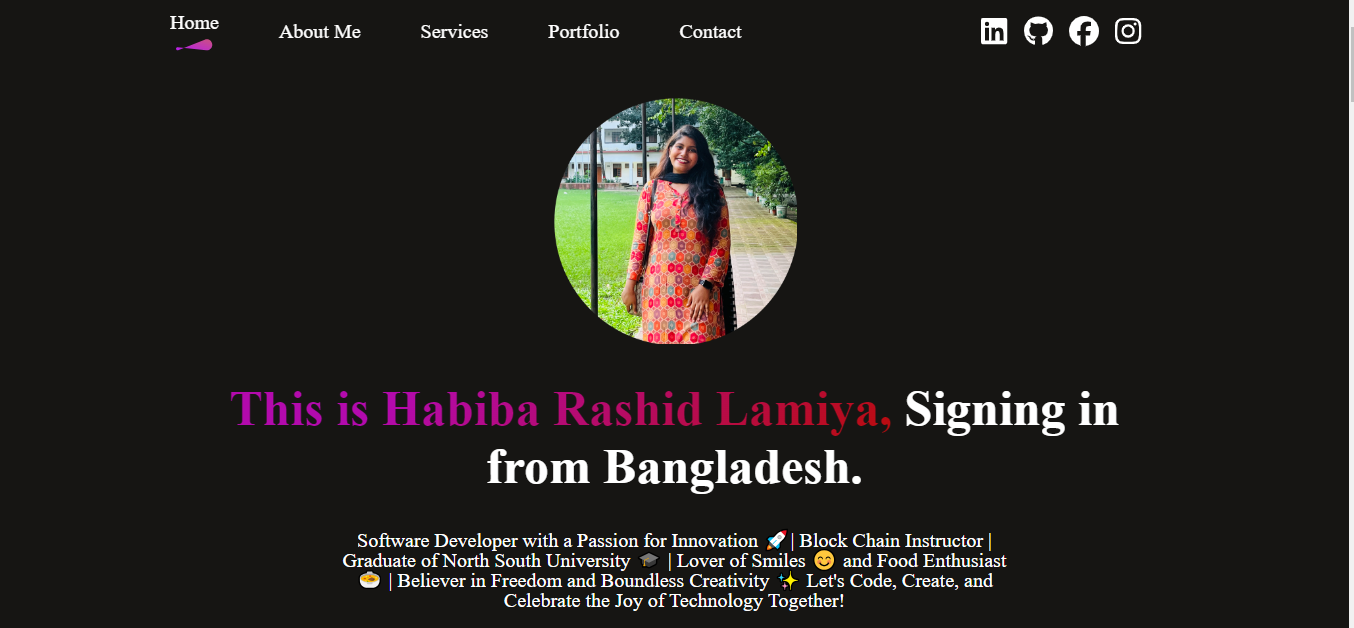 Home
About Me
Services
Portfolio
Contact
This is Habiba Rashid Lamiya, Signing in
from Bangladesh.
Software Developer with a Passion for Innovation 🚀 | Block Chain Instructor |
Graduate of North South University 🎓 | Lover of Smiles 😊 and Food Enthusiast
🍲 | Believer in Freedom and Boundless Creativity ✨ Let's Code, Create, and
Celebrate the Joy of Technology Together!